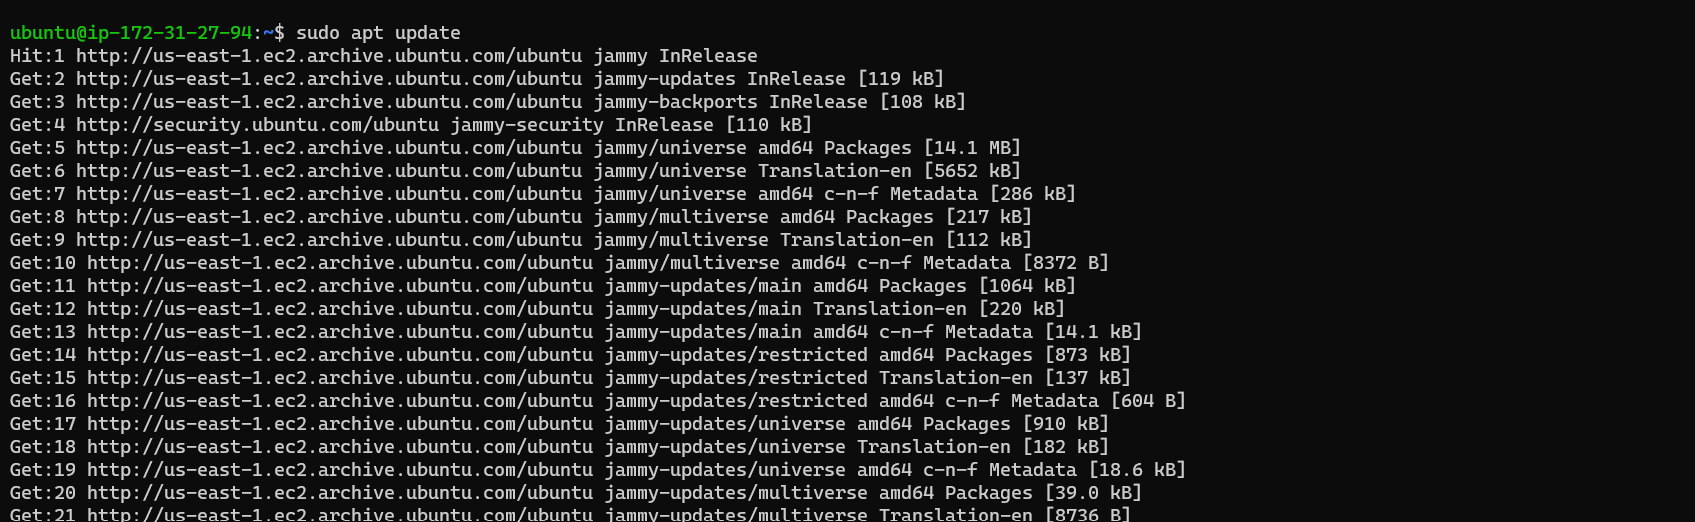 ubuntu@ip-172-31-27-94:~$ sudo apt update
Hit:1 http://us-east-1.ec2.archive.ubuntu.com/ubuntu jammy InRelease
Get:2 http://us-east-1.ec2.archive.ubuntu.com/ubuntu jammy-updates InRelease [119 kB]
Get:3 http://us-east-1.ec2.archive.ubuntu.com/ubuntu jammy-backports InRelease [108 kB]
Get:4 http://security.ubuntu.com/ubuntu jammy-security InRelease [110 kB]
Get:5 http://us-east-1.ec2.archive.ubuntu.com/ubuntu jammy/universe amd64 Packages [14.1 MB]
Get:6 http://us-east-1.ec2.archive.ubuntu.com/ubuntu jammy/universe Translation-en [5652 kB]
Get:7 http://us-east-1.ec2.archive.ubuntu.com/ubuntu jammy/universe amd64 c-n-f Metadata [286 kB]
Get:8 http://us-east-1.ec2.archive.ubuntu.com/ubuntu jammy/multiverse amd64 Packages [217 kB]
Get:9 http://us-east-1.ec2.archive.ubuntu.com/ubuntu jammy/multiverse Translation-en [112 kB]
Get:10 http://us-east-1.ec2.archive.ubuntu.com/ubuntu jammy/multiverse amd64 c-n-f Metadata [8372 B]
Get:11 http://us-east-1.ec2.archive.ubuntu.com/ubuntu jammy-updates/main amd64 Packages [1064 kB]
Get:12 http://us-east-1.ec2.archive.ubuntu.com/ubuntu jammy-updates/main Translation-en [220 kB]
Get:13 http://us-east-1.ec2.archive.ubuntu.com/ubuntu jammy-updates/main amd64 c-n-f Metadata [14.1 kB]
Get:14 http://us-east-1.ec2.archive.ubuntu.com/ubuntu jammy-updates/restricted amd64 Packages [873 kB]
Get:15 http://us-east-1.ec2.archive.ubuntu.com/ubuntu jammy-updates/restricted Translation-en [137 kB]
Get:16 http://us-east-1.ec2.archive.ubuntu.com/ubuntu jammy-updates/restricted amd64 c-n-f Metadata [604 B]
Get:17 http://us-east-1.ec2.archive.ubuntu.com/ubuntu jammy-updates/universe amd64 Packages [910 kB]
Get:18 http://us-east-1.ec2.archive.ubuntu.com/ubuntu jammy-updates/universe Translation-en [182 kB]
Get:19 http://us-east-1.ec2.archive.ubuntu.com/ubuntu jammy-updates/universe amd64 c-n-f Metadata [18.6 kB]
Get:20 http://us-east-1.ec2.archive.ubuntu.com/ubuntu jammy-updates/multiverse amd64 Packages [39.0 kB]
Get:21 http://us-east-1.ec2.archive.ubuntu.com/ubuntu jammy-updates/multiverse Translation-en [8736 B]